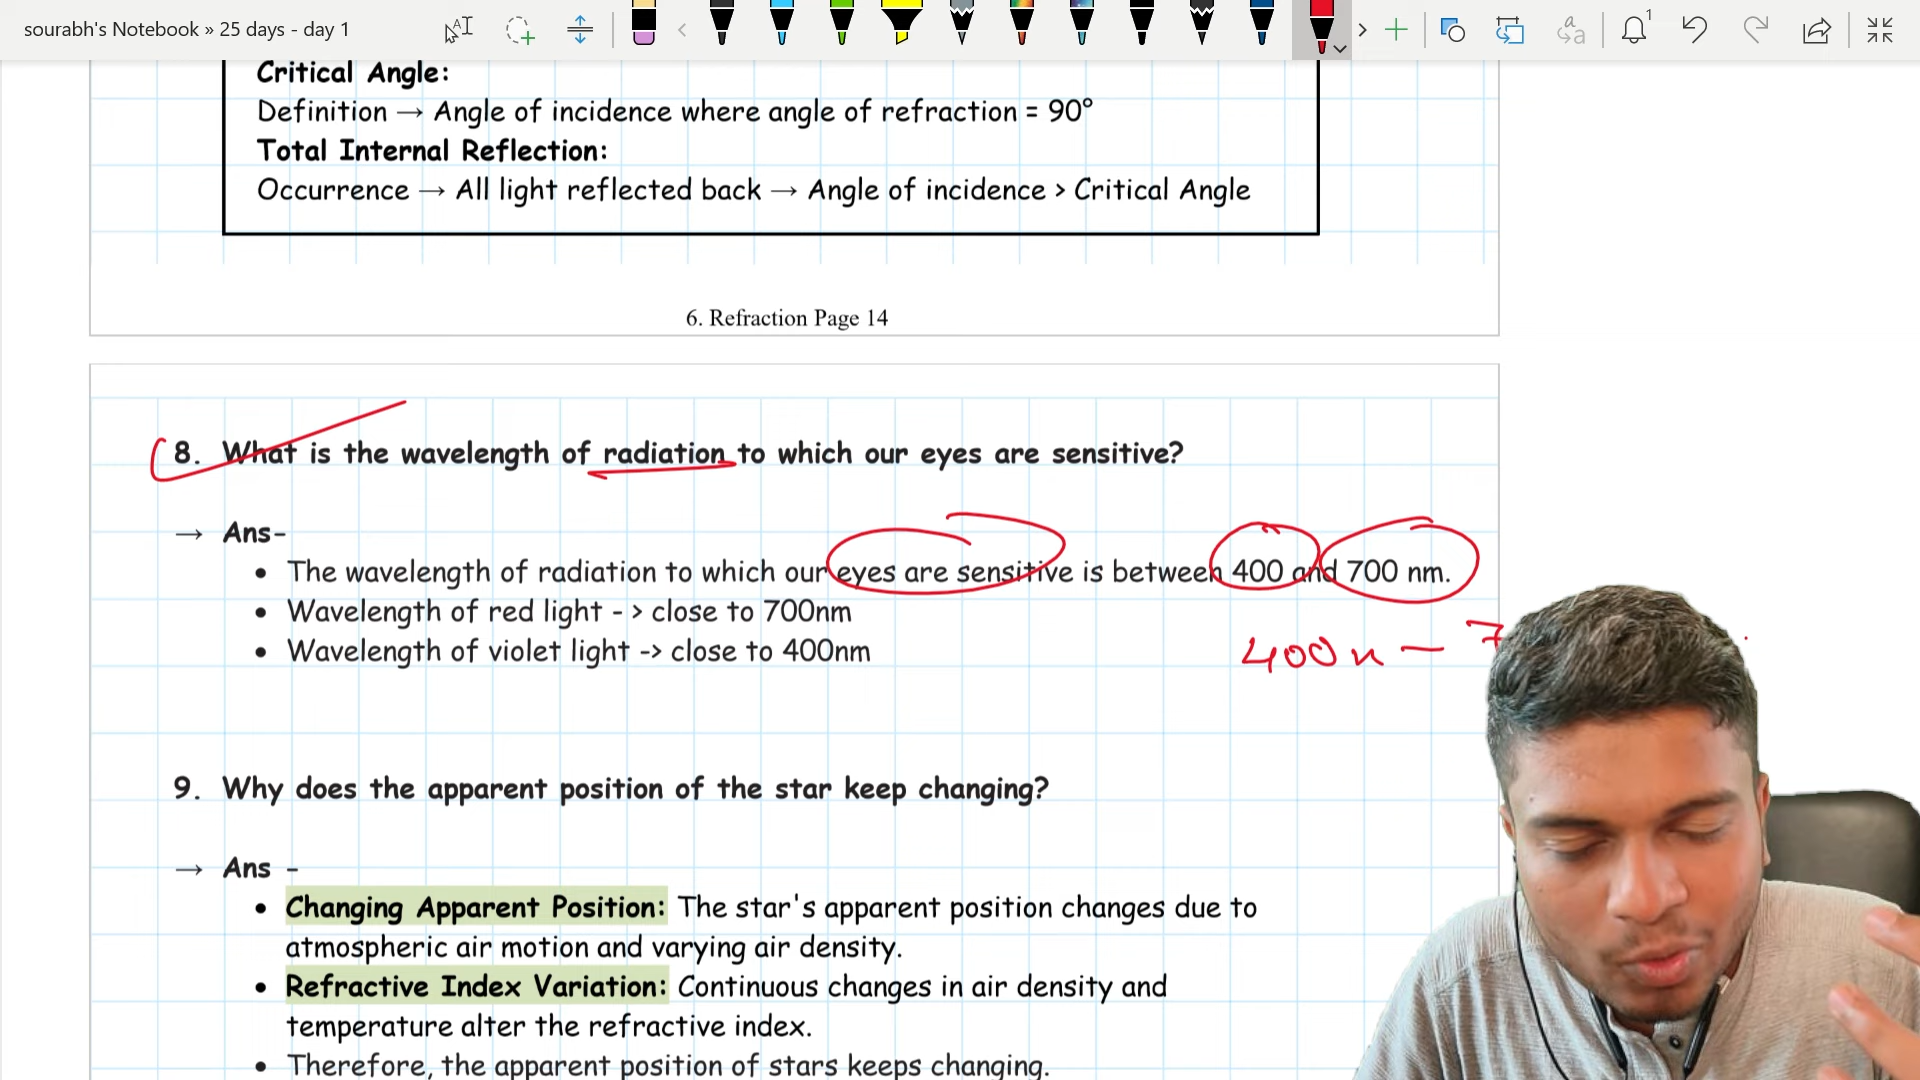 sourabh's Notebook » 25 days - day 1
1
Critical Angle:
Definition → Angle of incidence where angle of refraction = 90°
Total Internal Reflection:
Occurrence → All light reflected back → Angle of incidence > Critical Angle
6. Refraction Page 14
8. What is the wavelength of radiation to which our eyes are sensitive?
→ Ans-
• The wavelength of radiation to which our eyes are sensitive is between 400 and 700 nm.
• Wavelength of red light - > close to 700nm
• Wavelength of violet light -> close to 400nm
400n — 7
9. Why does the apparent position of the star keep changing?
→ Ans -
• Changing Apparent Position: The star's apparent position changes due to
atmospheric air motion and varying air density.
• Refractive Index Variation: Continuous changes in air density and
temperature alter the refractive index.
• Therefore, the apparent position of stars keeps changing.